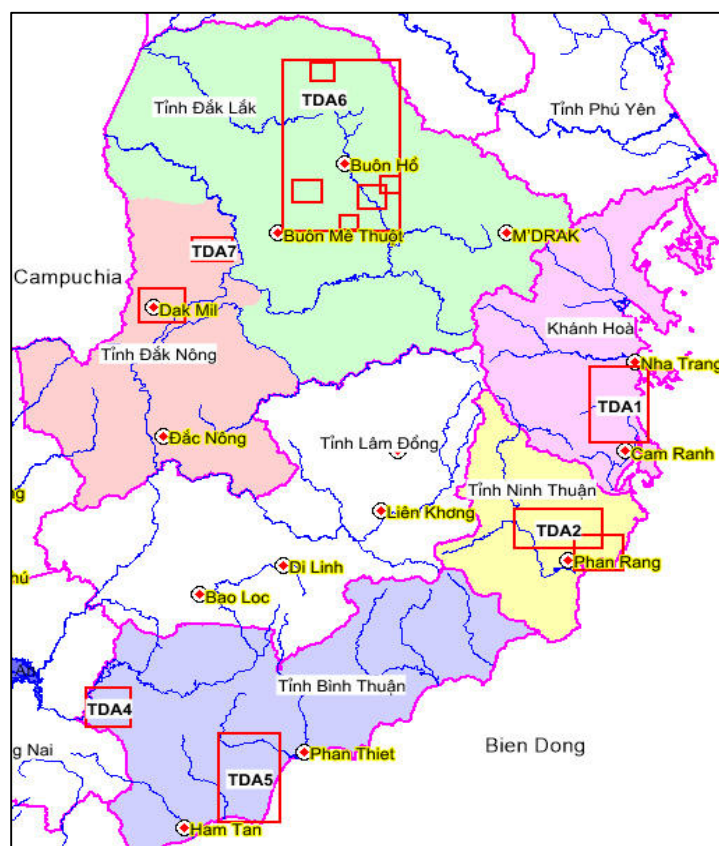 TDA6
Tỉnh Đắk Lắk
Tỉnh Phú Yên
Buôn Hồ
Buôn Mê Thuột
M'DRAK
TDA7
Campuchia
Dak Mil
Khánh Hoà
Tỉnh Đắk Nông
Nha Trang
TDA1
Đắc Nông
Tỉnh Lâm Đồng
Cam Ranh
Tỉnh Ninh Thuận
Liên Khơng
TDA2
Phan Rang
Di Linh
Bao Loc
Tỉnh Bình Thuận
TDA4
g Nai
Phan Thiet
Bien Dong
TDA5
Ham Tan